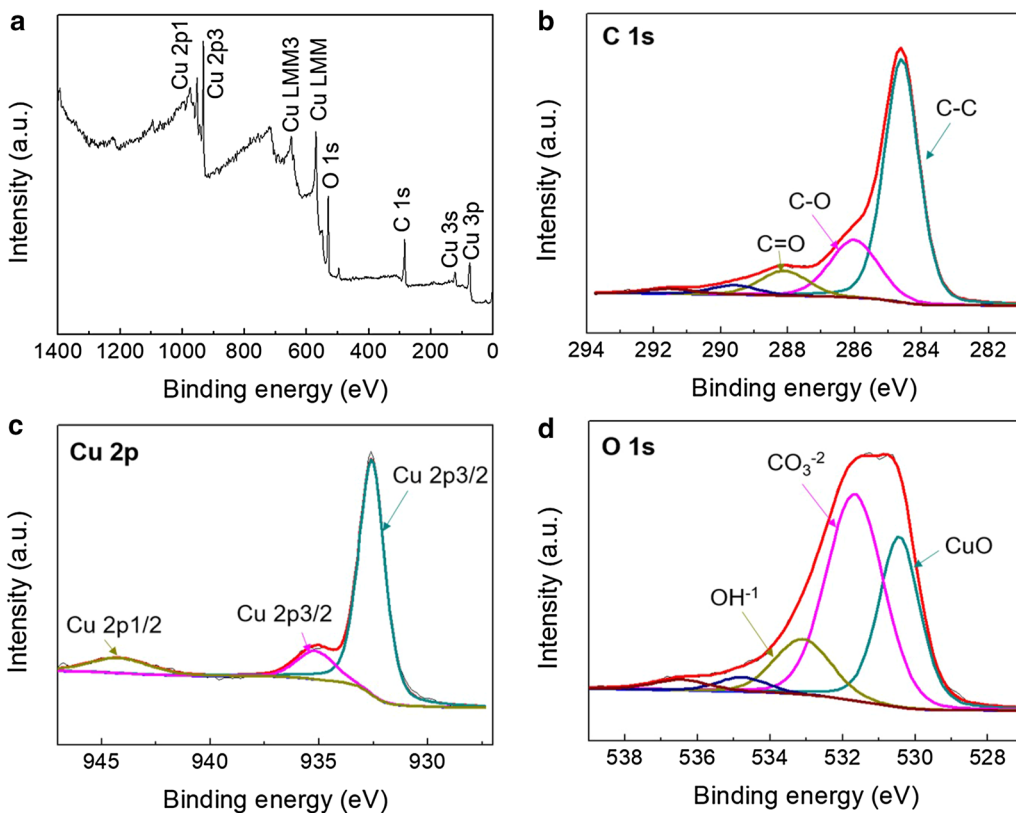 a
Cu 2p1
Cu 2p3
Cu LMM3
Cu LMM
O 1s
C 1s
Cu 3s
Cu 3p
Intensity (a.u.)
1400 1200 1000 800 600 400 200 0
Binding energy (eV)
b
C 1s
C-C
C-O
C=O
Intensity (a.u.)
294 292 290 288 286 284 282
Binding energy (eV)
c
Cu 2p
Cu 2p3/2
Cu 2p3/2
Cu 2p1/2
Intensity (a.u.)
945 940 935 930
Binding energy (eV)
d
O 1s
CO₃⁻²
CuO
OH⁻¹
Intensity (a.u.)
538 536 534 532 530 528
Binding energy (eV)